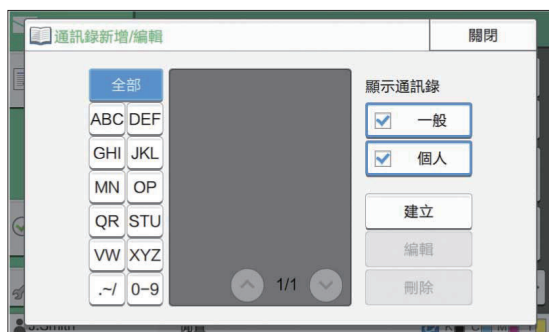 通訊錄新增/編輯
關閉
全部
顯示通訊錄
ABC DEF
一般
GHI JKL
個人
MN OP
QR STU
建立
VW XYZ
編輯
.~/ 0-9
1/1
刪除
J.Smith